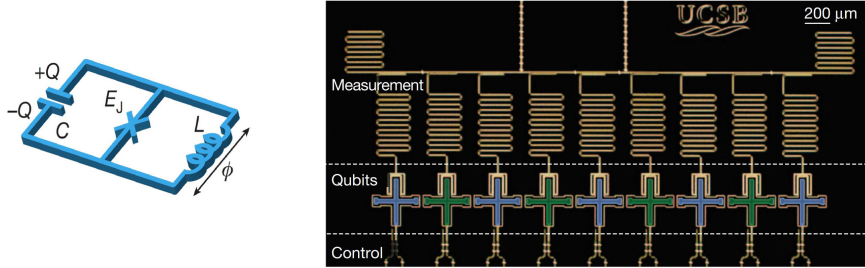 +Q
−Q
C
E_J
L
ϕ
UCSB
200 μm
Measurement
Qubits
Control